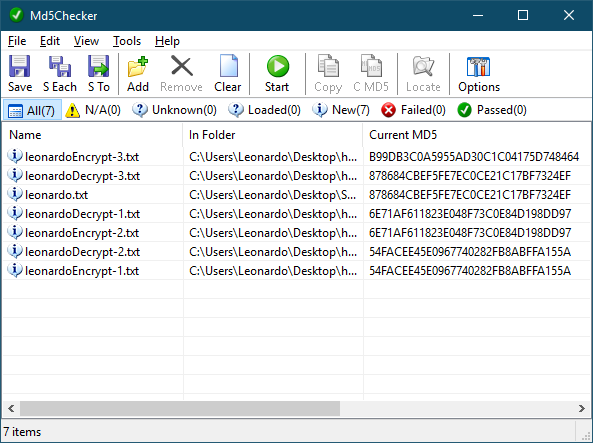 Md5Checker
File Edit View Tools Help
Save S Each S To Add Remove Clear Start Copy C MD5 Locate Options
All(7) N/A(0) Unknown(0) Loaded(0) New(7) Failed(0) Passed(0)
Name In Folder Current MD5
leonardoEncrypt-3.txt C:\Users\Leonardo\Desktop\h... B99DB3C0A5955AD30C1C04175D748464
leonardoDecrypt-3.txt C:\Users\Leonardo\Desktop\h... 878684CBEF5FE7EC0CE21C17BF7324EF
leonardo.txt C:\Users\Leonardo\Desktop\S... 878684CBEF5FE7EC0CE21C17BF7324EF
leonardoDecrypt-1.txt C:\Users\Leonardo\Desktop\h... 6E71AF611823E048F73C0E84D198DD97
leonardoEncrypt-2.txt C:\Users\Leonardo\Desktop\h... 6E71AF611823E048F73C0E84D198DD97
leonardoDecrypt-2.txt C:\Users\Leonardo\Desktop\h... 54FACEE45E0967740282FB8ABFFA155A
leonardoEncrypt-1.txt C:\Users\Leonardo\Desktop\h... 54FACEE45E0967740282FB8ABFFA155A
7 items